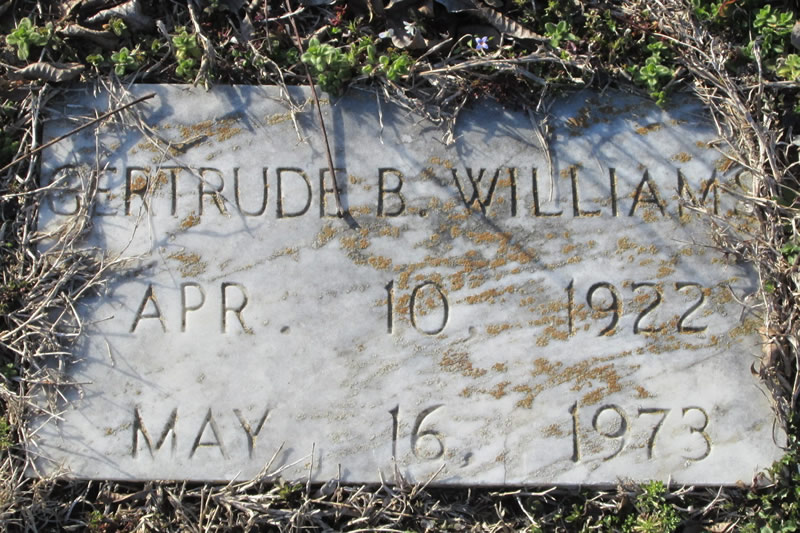 GERTRUDE B. WILLIAMS
APR. 10, 1922
MAY 16, 1973